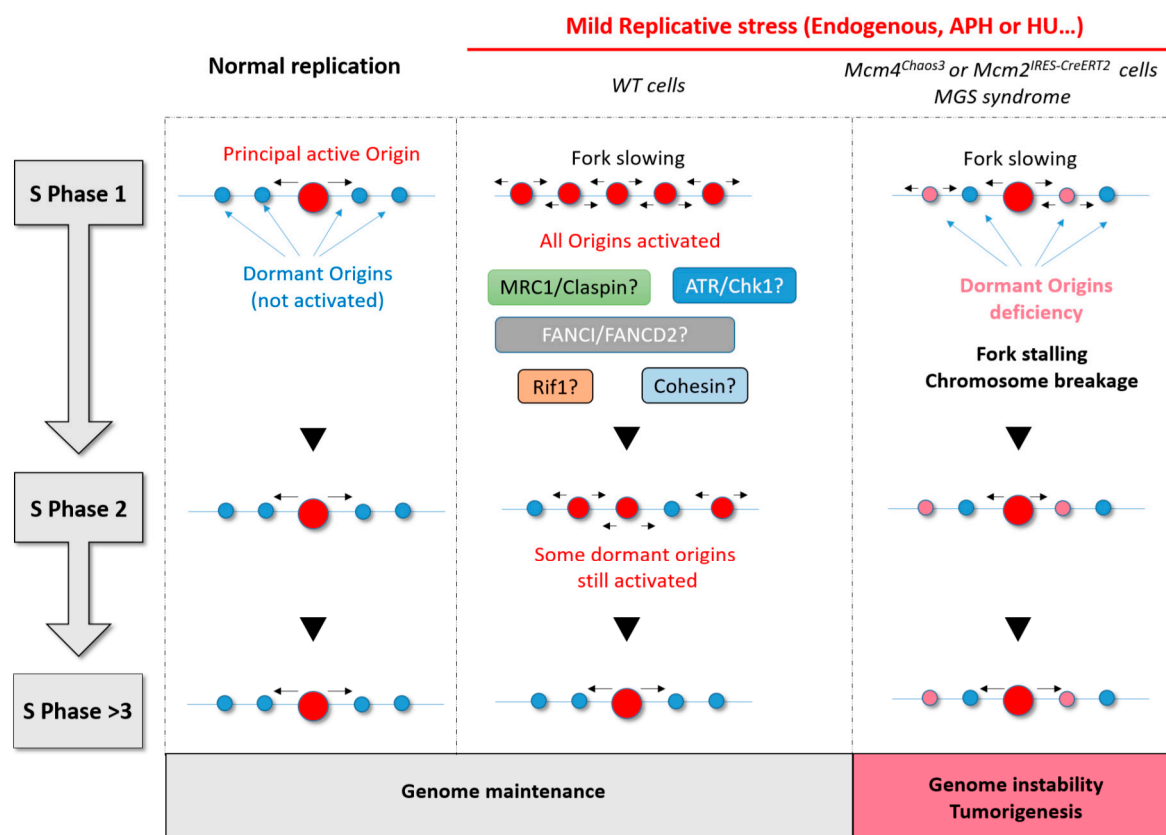 Mild Replicative stress (Endogenous, APH or HU…)
Normal replication
WT cells
Mcm4Chaos3 or Mcm2IRES-CreERT2 cells
MGS syndrome
S Phase 1
Principal active Origin
Dormant Origins
(not activated)
Fork slowing
All Origins activated
MRC1/Claspin?
ATR/Chk1?
FANCI/FANCD2?
Rif1?
Cohesin?
Fork slowing
Dormant Origins
deficiency
Fork stalling
Chromosome breakage
S Phase 2
Some dormant origins
still activated
S Phase >3
Genome maintenance
Genome instability
Tumorigenesis